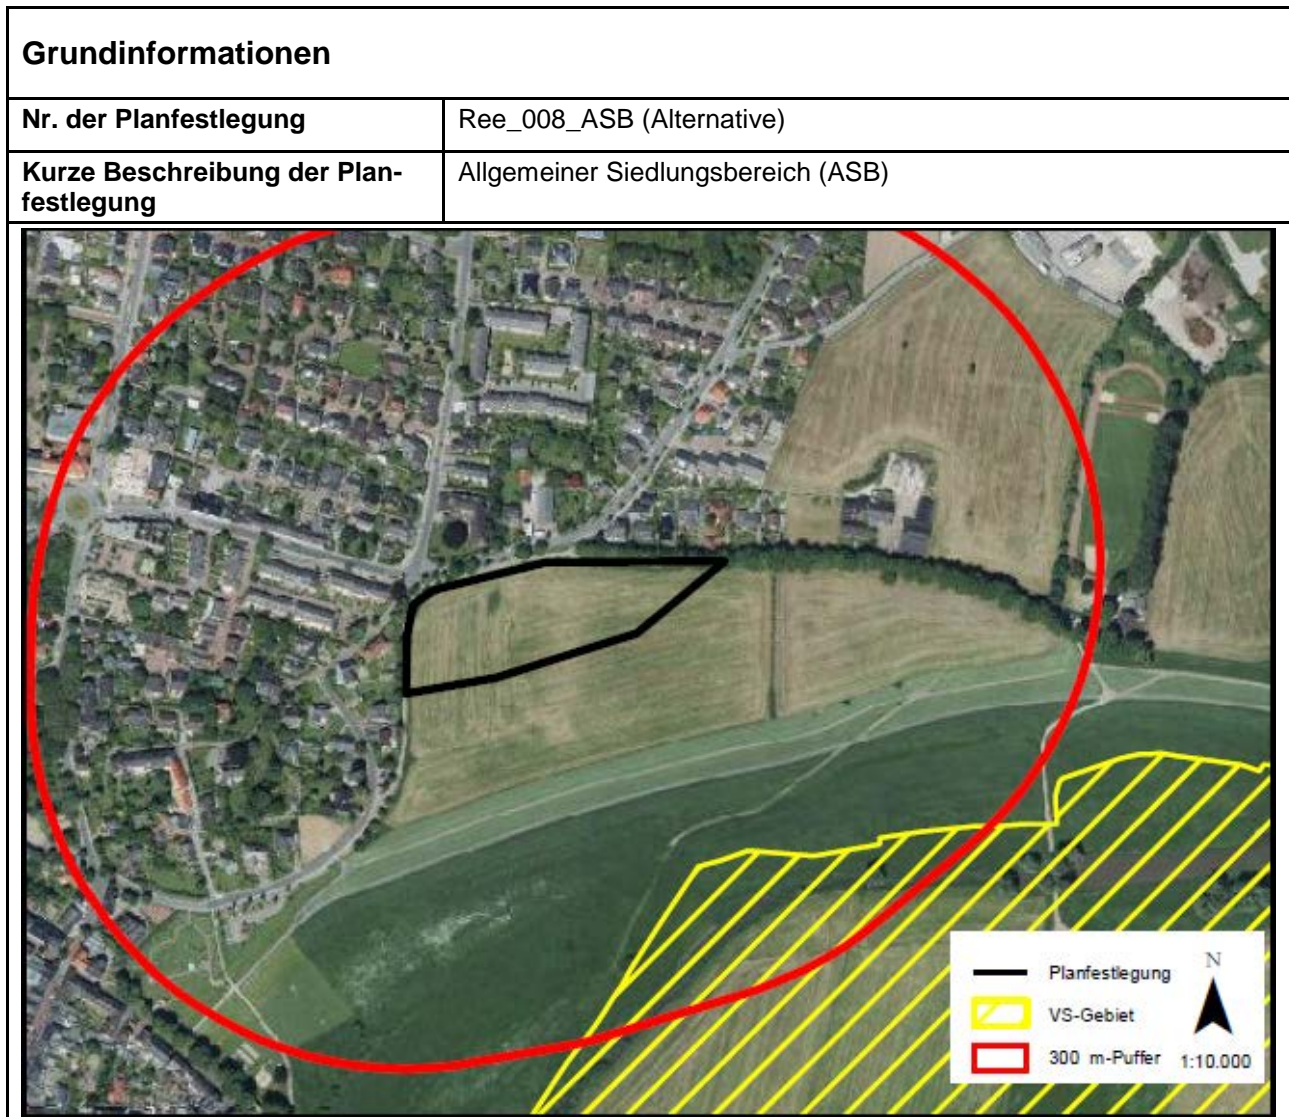 Grundinformationen
Nr. der Planfestlegung
Ree_008_ASB (Alternative)
Kurze Beschreibung der Plan-
festlegung
Allgemeiner Siedlungsbereich (ASB)
Planfestlegung
N
VS-Gebiet
300 m-Puffer
1:10.000